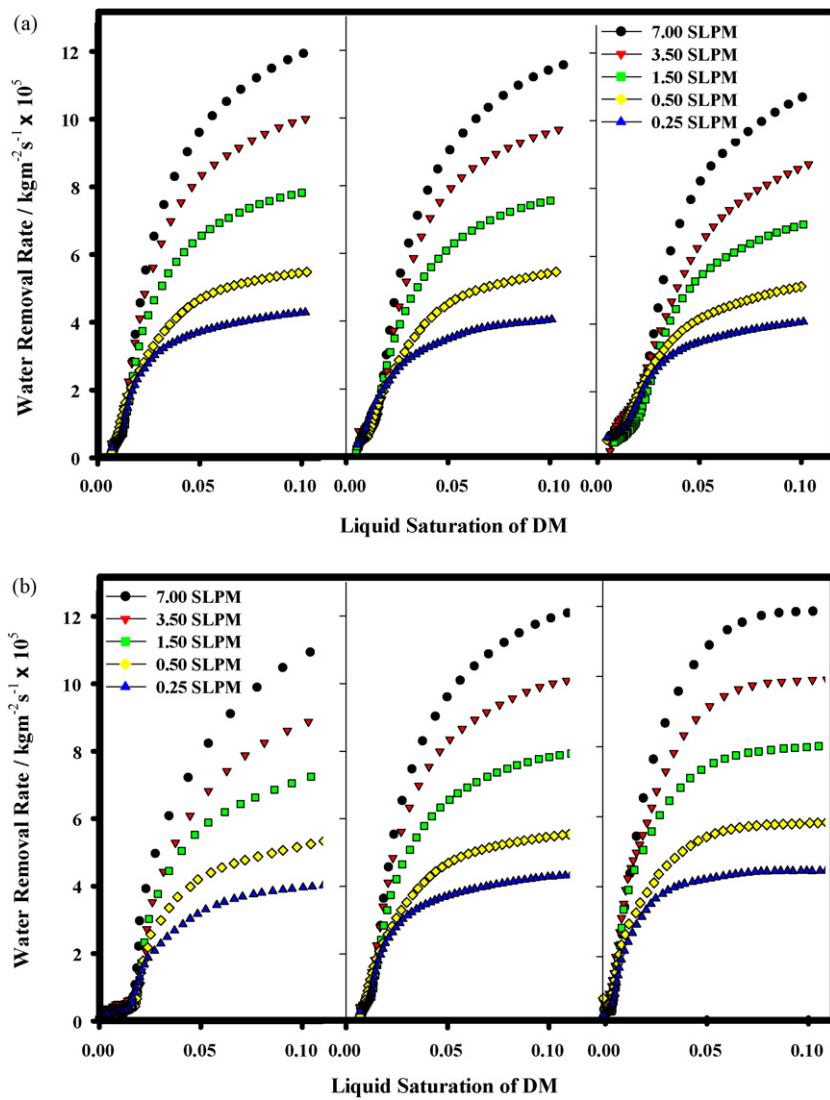 (a)
7.00 SLPM
3.50 SLPM
1.50 SLPM
0.50 SLPM
0.25 SLPM
12
10
8
6
4
2
0
Water Removal Rate / kgm⁻²s⁻¹ x 10⁵
0.00 0.05 0.10 0.00 0.05 0.10 0.00 0.05 0.10
Liquid Saturation of DM
(b)
7.00 SLPM
3.50 SLPM
1.50 SLPM
0.50 SLPM
0.25 SLPM
12
10
8
6
4
2
0
Water Removal Rate / kgm⁻²s⁻¹ x 10⁵
0.00 0.05 0.10 0.00 0.05 0.10 0.00 0.05 0.10
Liquid Saturation of DM